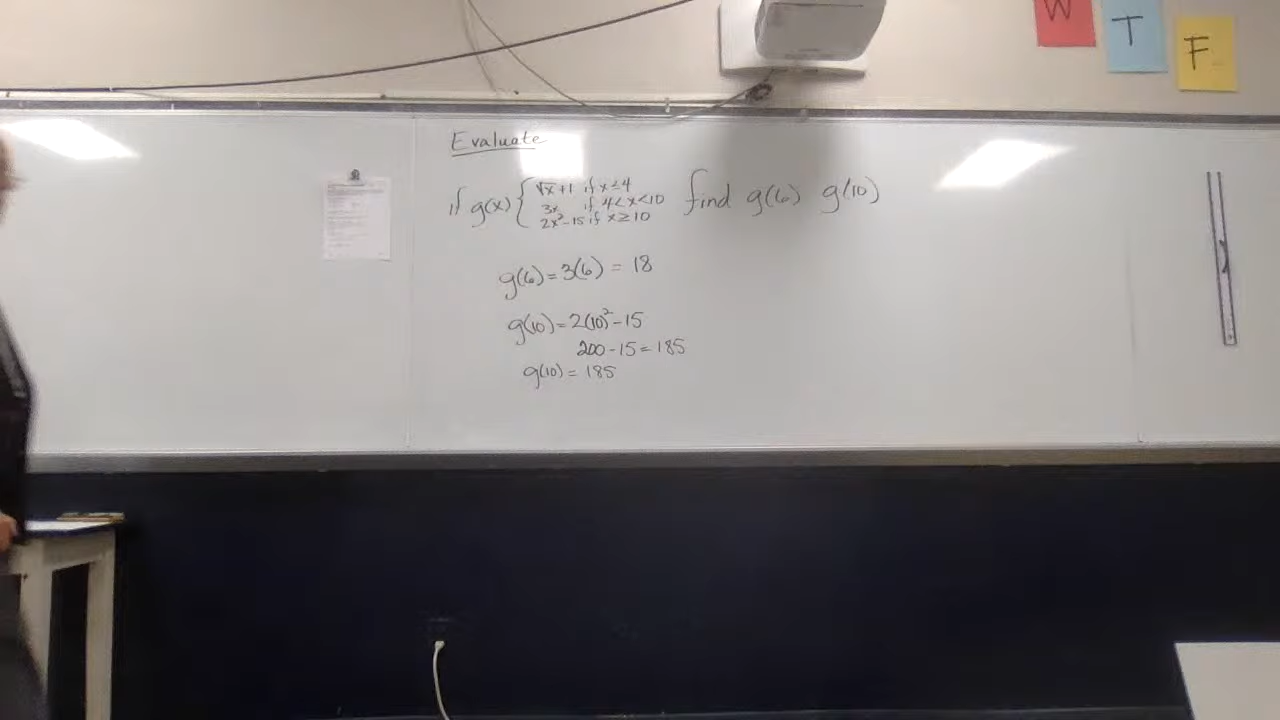 W
T
F
Evaluate
if g(x) { √x+1 if x≤4
3x if 4<x<10
2x²-15 if x≥10
find g(6) g(10)
g(6)=3(6) = 18
g(10)=2(10)²-15
200-15=185
g(10)= 185